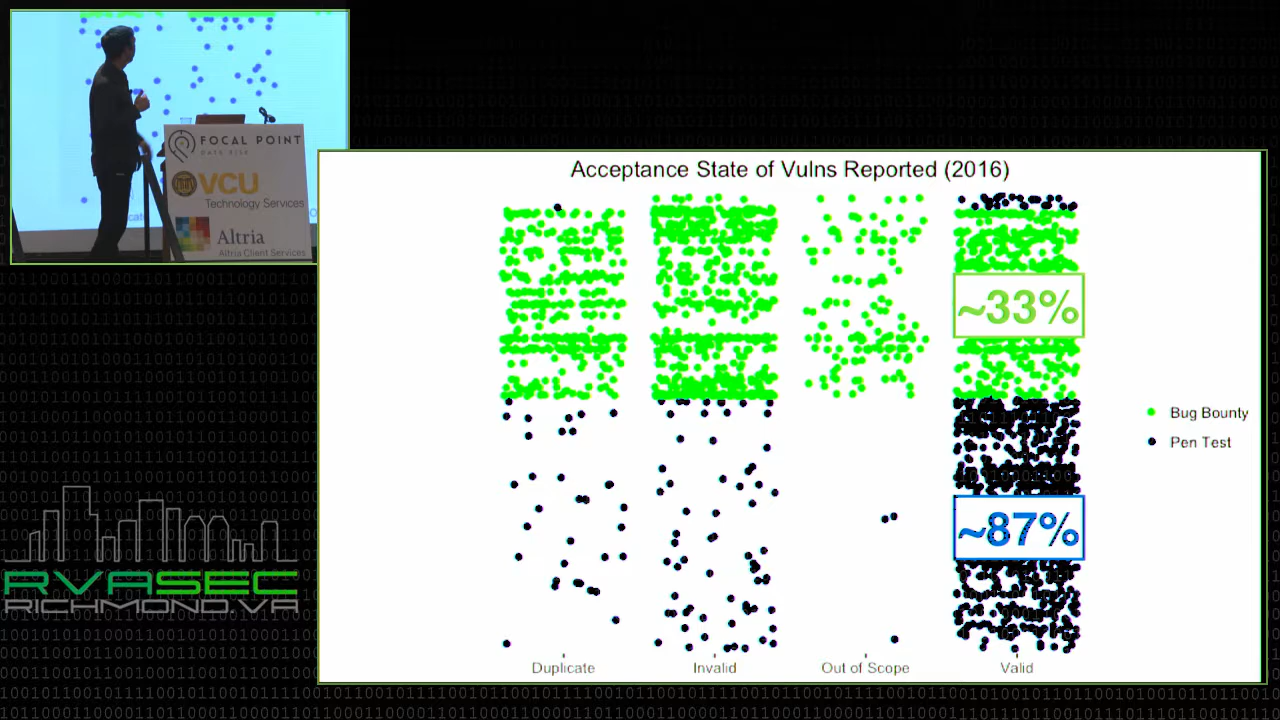 FOCAL POINT
DATA RISK
VCU
Technology Services
Altria
Altria Client Services
Acceptance State of Vulns Reported (2016)
~33%
~87%
Bug Bounty
Pen Test
Duplicate
Invalid
Out of Scope
Valid
RVASEC
RICHMOND.VA